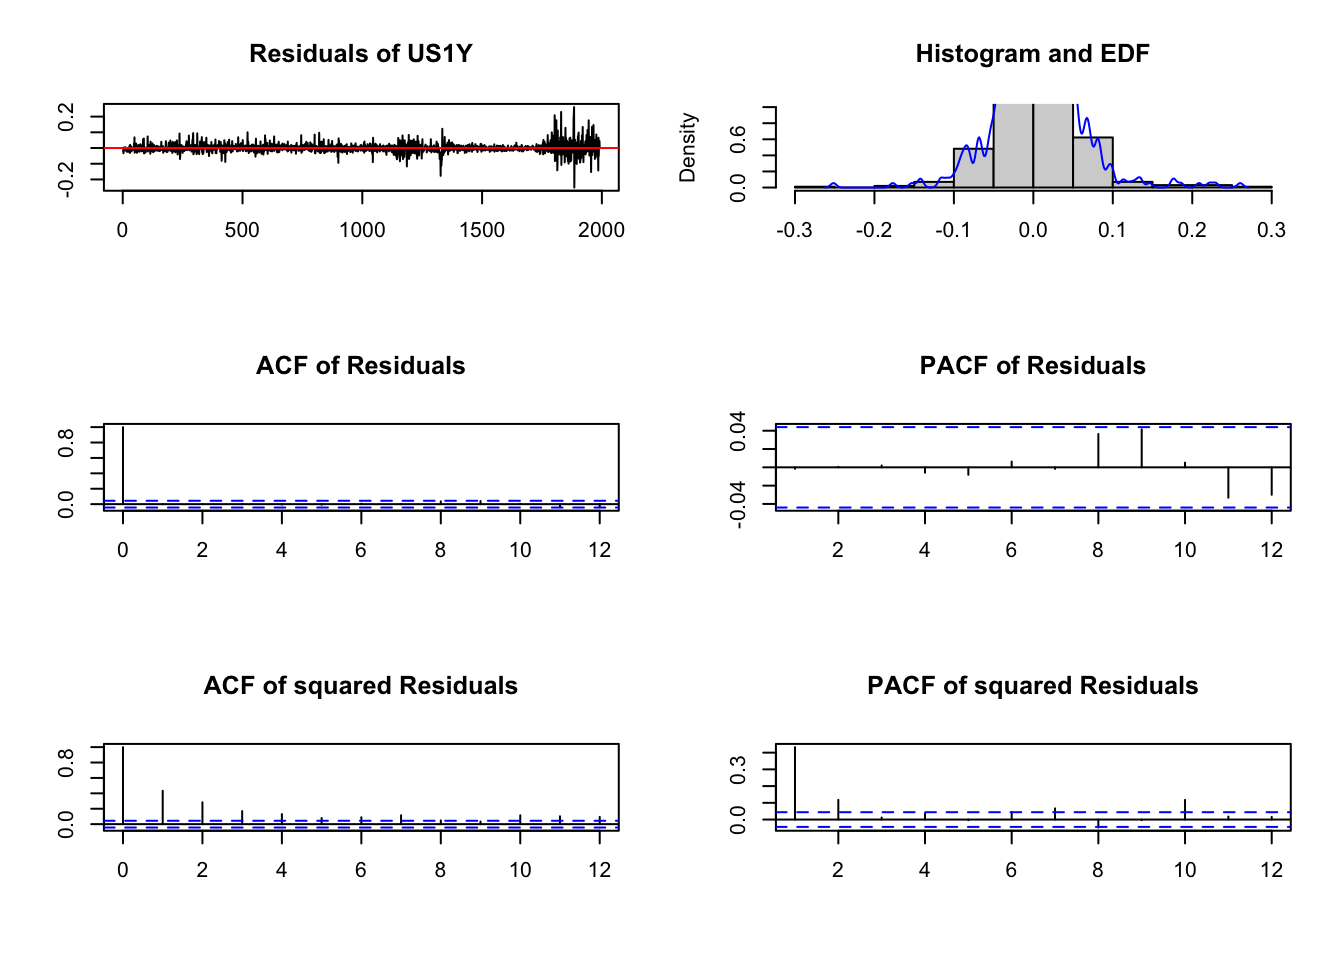 Residuals of US1Y
0.2
-0.2
0 500 1000 1500 2000
Histogram and EDF
Density
0.6
0.0
-0.3 -0.2 -0.1 0.0 0.1 0.2 0.3
ACF of Residuals
0.8
0.0
0 2 4 6 8 10 12
PACF of Residuals
0.04
-0.04
2 4 6 8 10 12
ACF of squared Residuals
0.8
0.0
0 2 4 6 8 10 12
PACF of squared Residuals
0.3
0.0
2 4 6 8 10 12